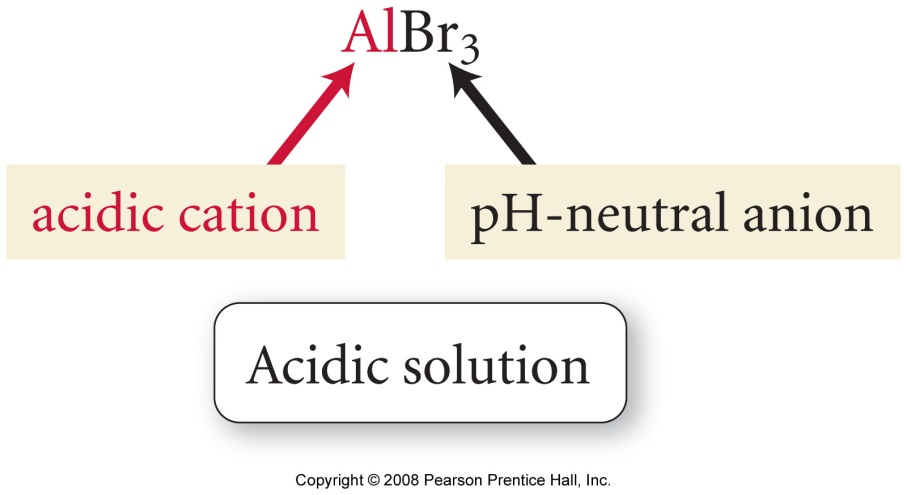 AlBr₃
acidic cation
pH-neutral anion
Acidic solution
Copyright © 2008 Pearson Prentice Hall, Inc.